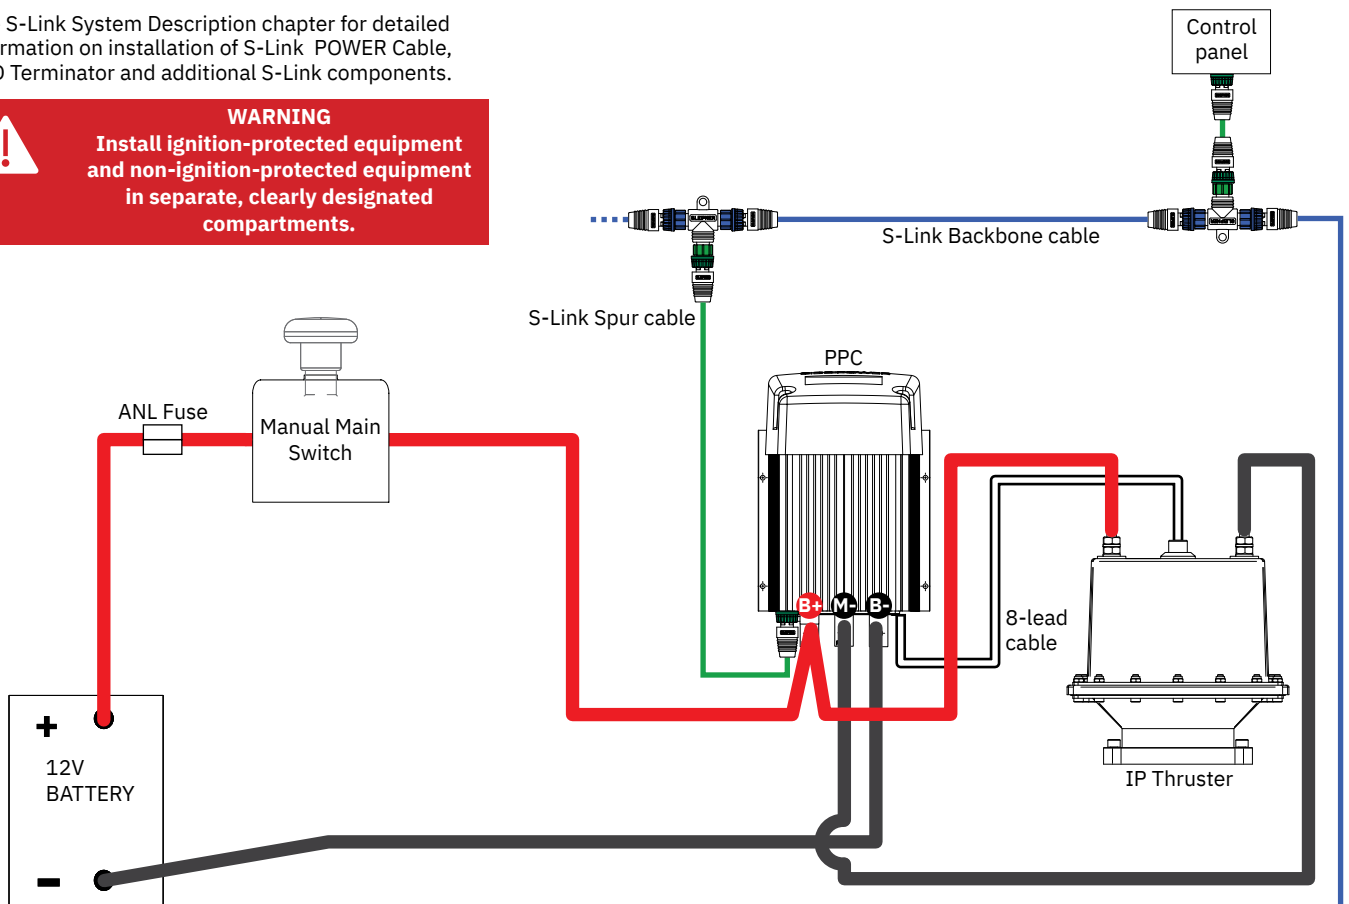 S-Link System Description chapter for detailed
rmation on installation of S-Link POWER Cable,
Terminator and additional S-Link components.
WARNING
Install ignition-protected equipment
and non-ignition-protected equipment
in separate, clearly designated
compartments.
Control
panel
S-Link Backbone cable
S-Link Spur cable
PPC
ANL Fuse
Manual Main
Switch
B+ M- B-
8-lead
cable
+
12V
BATTERY
-
IP Thruster